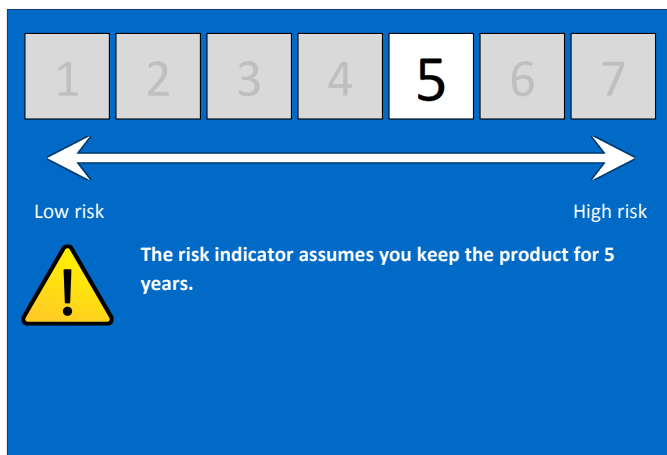 1 2 3 4 5 6 7
Low risk High risk
The risk indicator assumes you keep the product for 5
years.